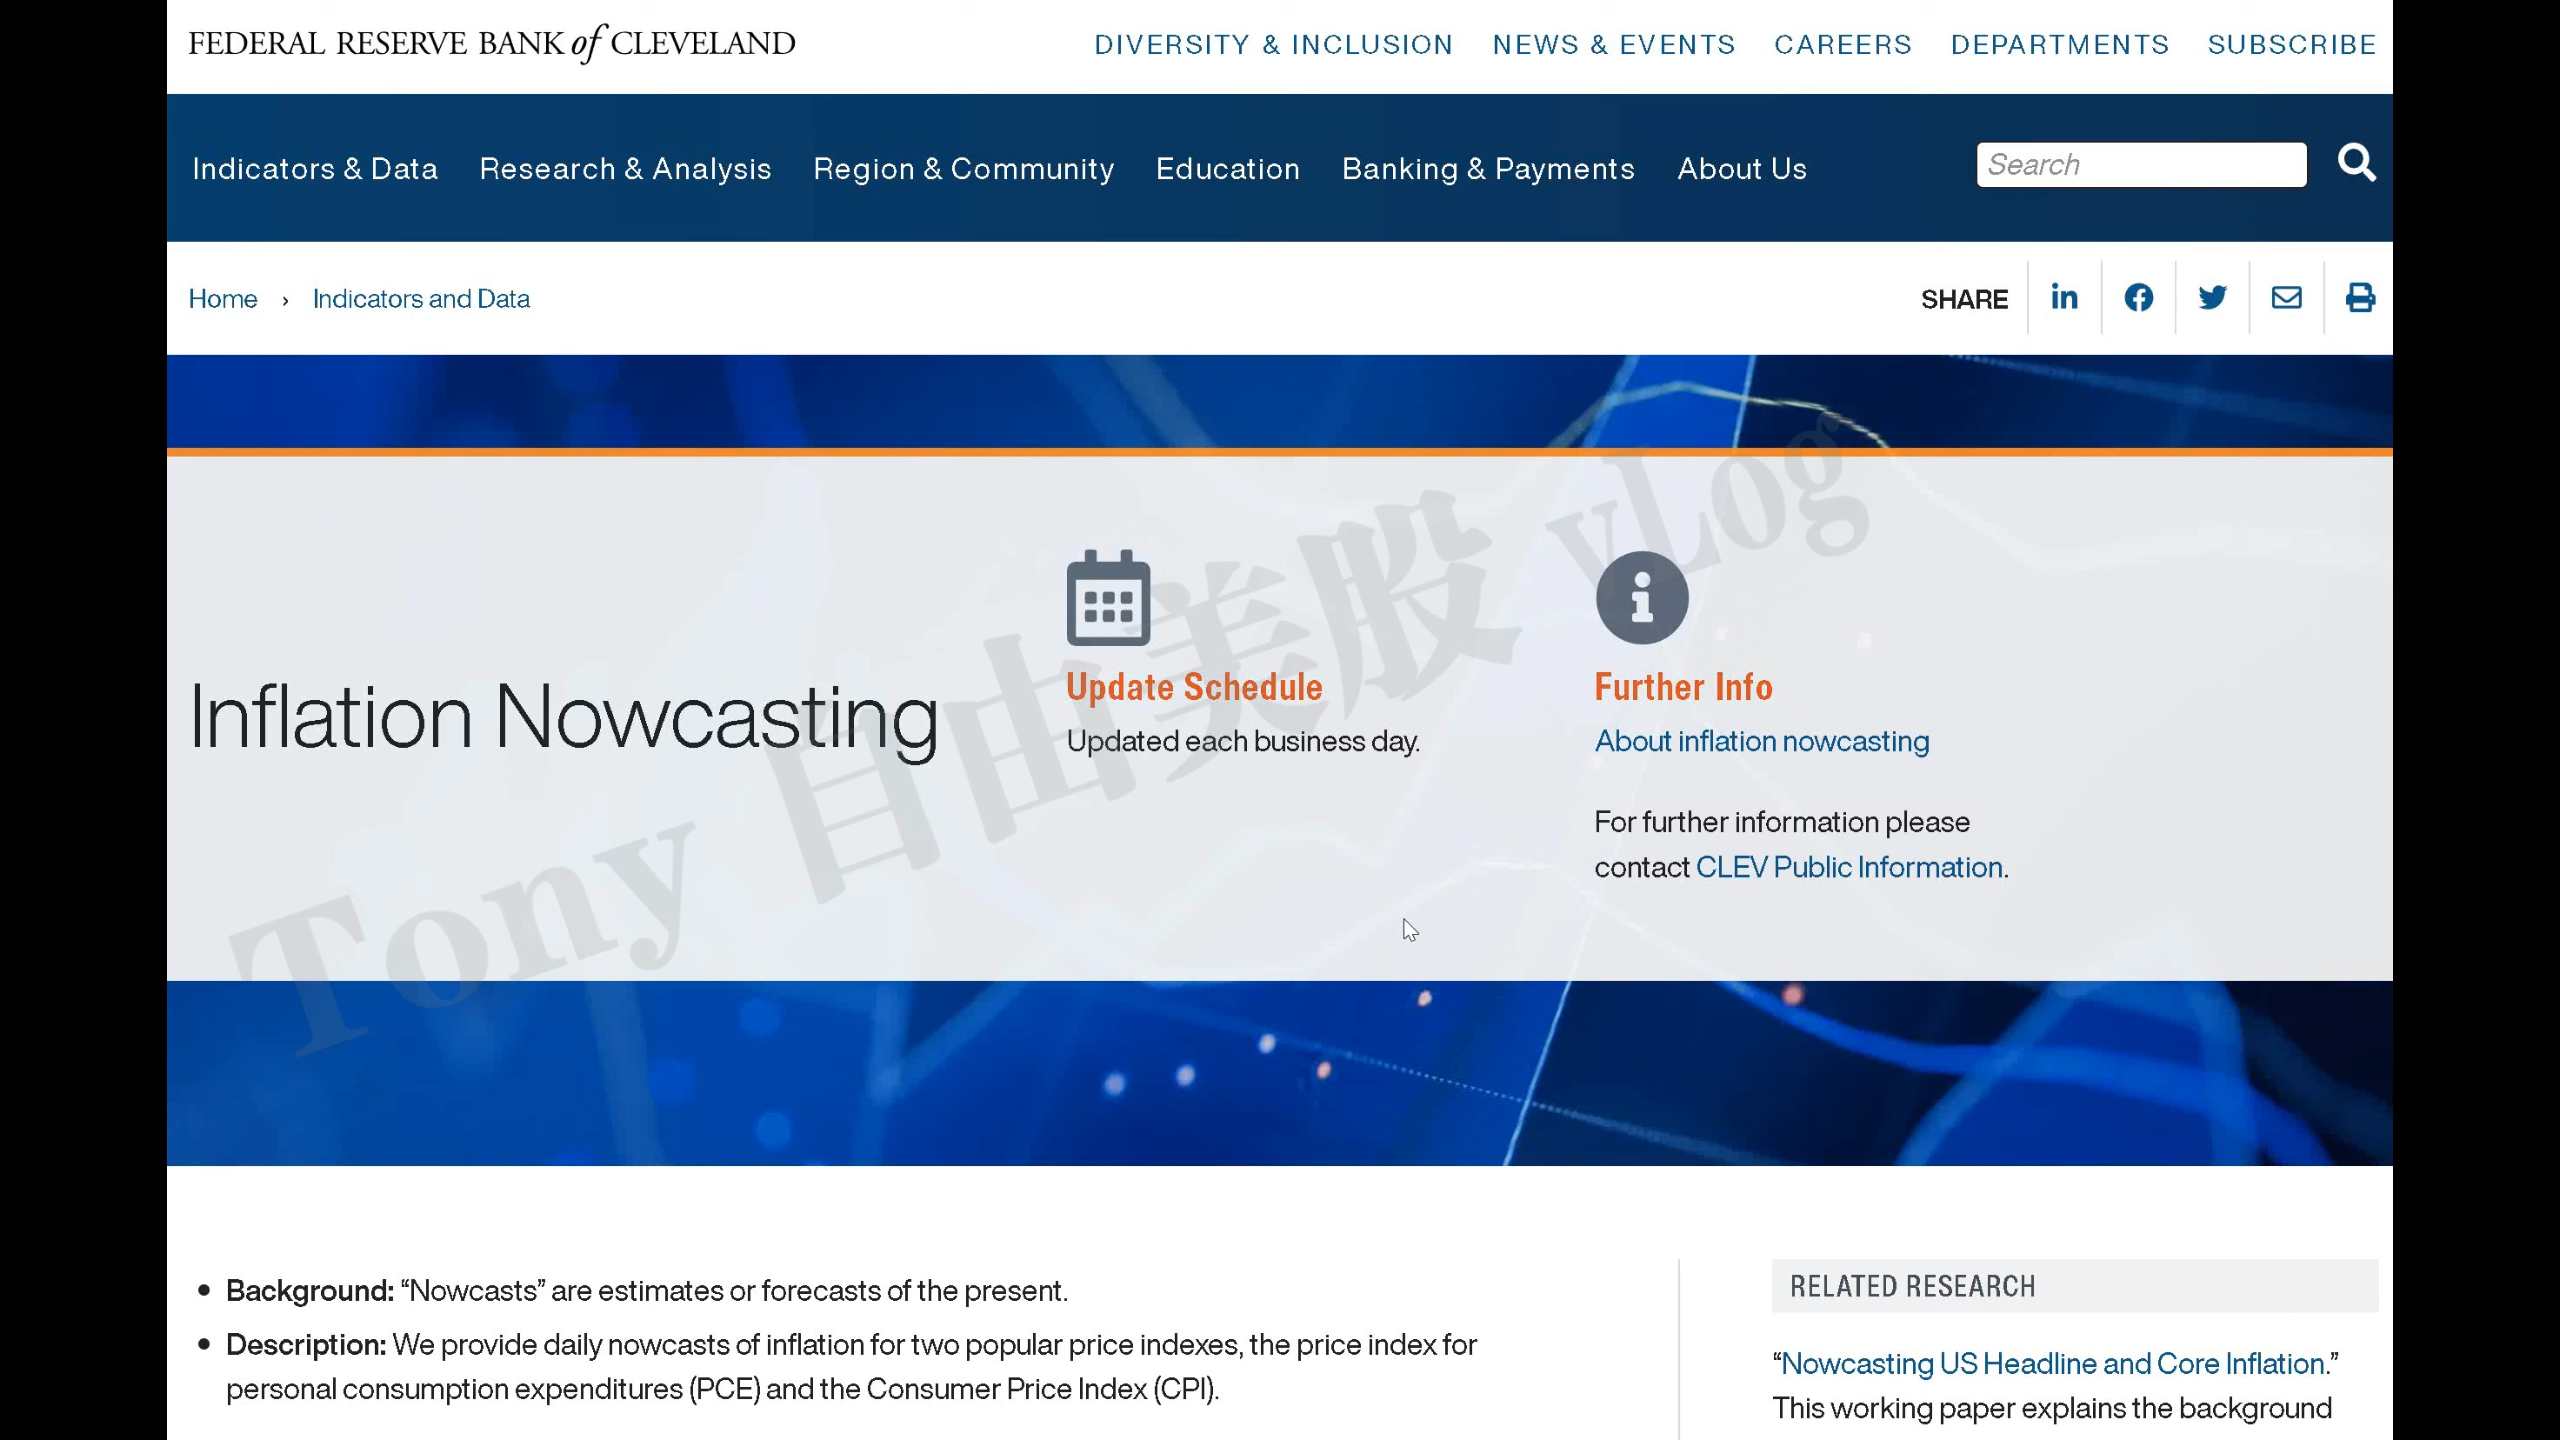 FEDERAL RESERVE BANK of CLEVELAND
DIVERSITY & INCLUSION NEWS & EVENTS CAREERS DEPARTMENTS SUBSCRIBE
Indicators & Data Research & Analysis Region & Community Education Banking & Payments About Us
Search
Home › Indicators and Data
SHARE
Inflation Nowcasting
Update Schedule
Updated each business day.
Further Info
About inflation nowcasting
For further information please
contact CLEV Public Information.
Tony 自由美股 vLog
• Background: “Nowcasts” are estimates or forecasts of the present.
• Description: We provide daily nowcasts of inflation for two popular price indexes, the price index for
personal consumption expenditures (PCE) and the Consumer Price Index (CPI).
RELATED RESEARCH
“Nowcasting US Headline and Core Inflation.”
This working paper explains the background